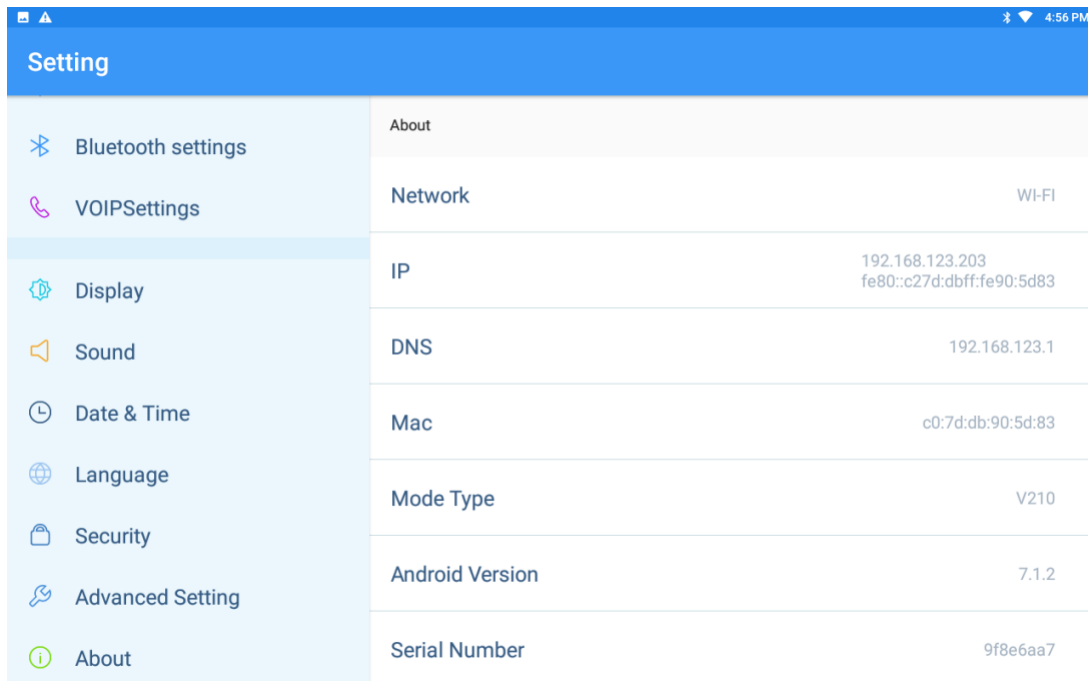 4:56 PM
Setting
Bluetooth settings
VOIPSettings
Display
Sound
Date & Time
Language
Security
Advanced Setting
About
About
Network
WI-FI
IP
192.168.123.203
fe80::c27d:dbff:fe90:5d83
DNS
192.168.123.1
Mac
c0:7d:db:90:5d:83
Mode Type
V210
Android Version
7.1.2
Serial Number
9f8e6aa7